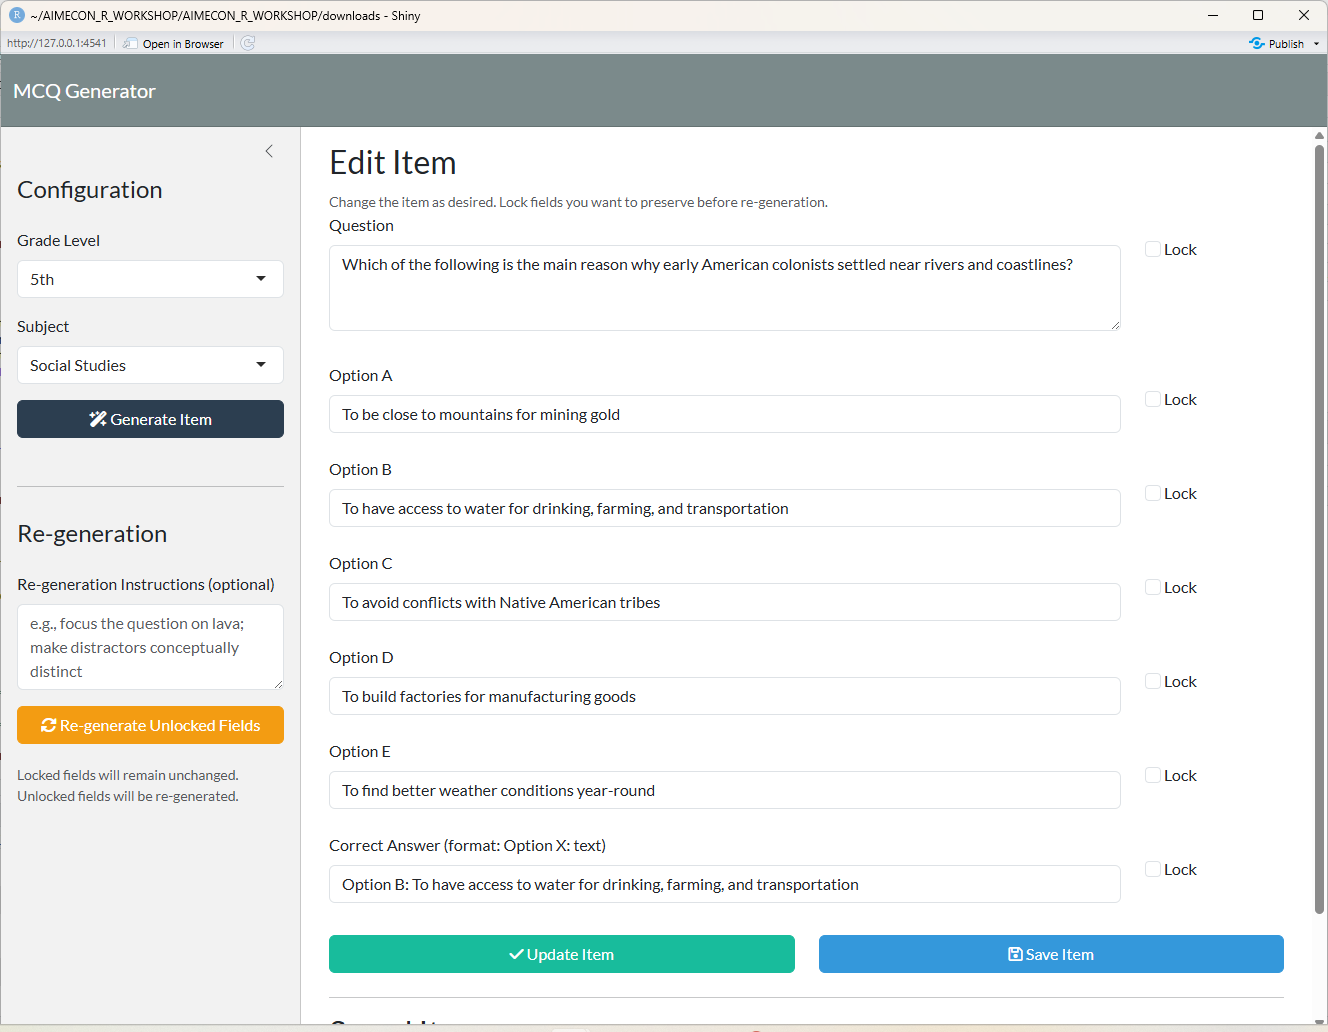 ~/AIMECON_R_WORKSHOP/AIMECON_R_WORKSHOP/downloads - Shiny
http://127.0.0.1:4541
Open in Browser
Publish
MCQ Generator
Configuration
Grade Level
5th
Subject
Social Studies
Generate Item
Re-generation
Re-generation Instructions (optional)
e.g., focus the question on lava;
make distractors conceptually
distinct
Re-generate Unlocked Fields
Locked fields will remain unchanged.
Unlocked fields will be re-generated.
Edit Item
Change the item as desired. Lock fields you want to preserve before re-generation.
Question
Which of the following is the main reason why early American colonists settled near rivers and coastlines?
Lock
Option A
To be close to mountains for mining gold
Lock
Option B
To have access to water for drinking, farming, and transportation
Lock
Option C
To avoid conflicts with Native American tribes
Lock
Option D
To build factories for manufacturing goods
Lock
Option E
To find better weather conditions year-round
Lock
Correct Answer (format: Option X: text)
Option B: To have access to water for drinking, farming, and transportation
Lock
Update Item
Save Item